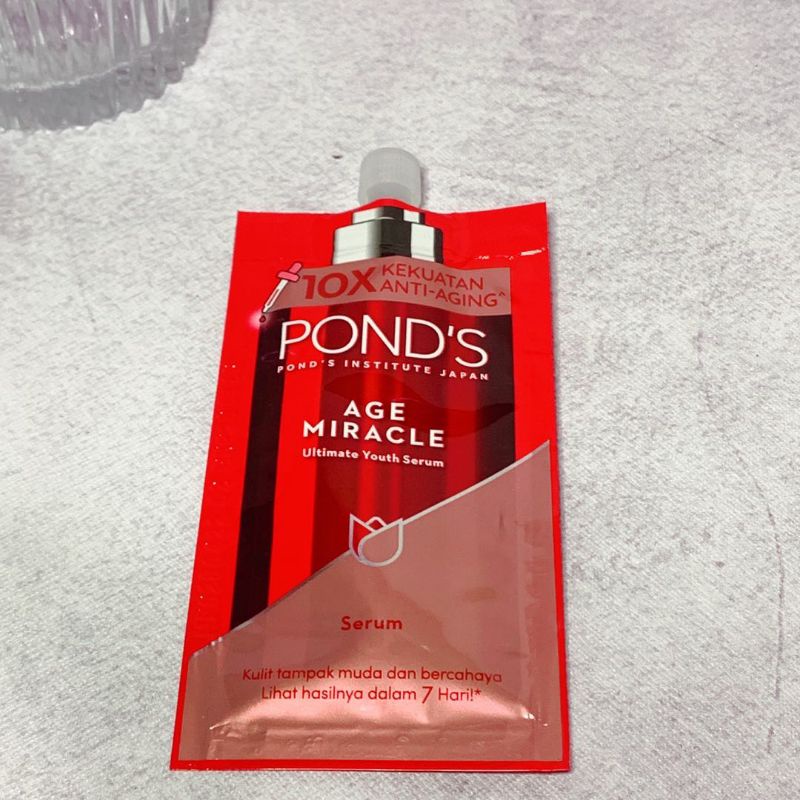 10X KEKUATAN
ANTI-AGING^
POND'S
POND'S INSTITUTE JAPAN
AGE
MIRACLE
Ultimate Youth Serum
Serum
Kulit tampak muda dan bercahaya
Lihat hasilnya dalam 7 Hari!*